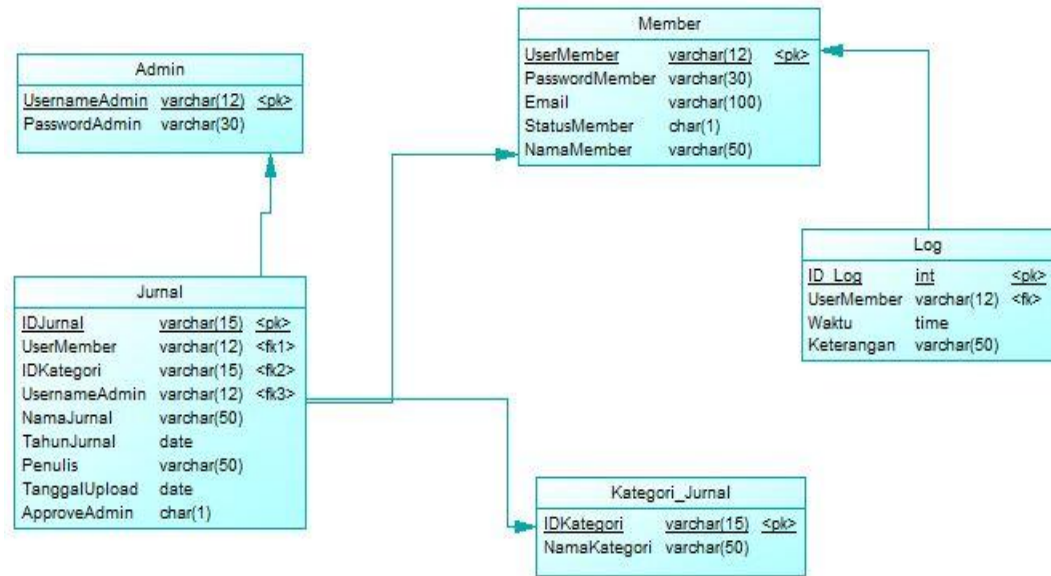 Admin
UsernameAdmin varchar(12) <pk>
PasswordAdmin varchar(30)
Member
UserMember varchar(12) <pk>
PasswordMember varchar(30)
Email varchar(100)
StatusMember char(1)
NamaMember varchar(50)
Log
ID_Log int <pk>
UserMember varchar(12) <fk>
Waktu time
Keterangan varchar(50)
Jurnal
IDJurnal varchar(15) <pk>
UserMember varchar(12) <fk1>
IDKategori varchar(15) <fk2>
UsernameAdmin varchar(12) <fk3>
NamaJurnal varchar(50)
TahunJurnal date
Penulis varchar(50)
TanggalUpload date
ApproveAdmin char(1)
Kategori_Jurnal
IDKategori varchar(15) <pk>
NamaKategori varchar(50)